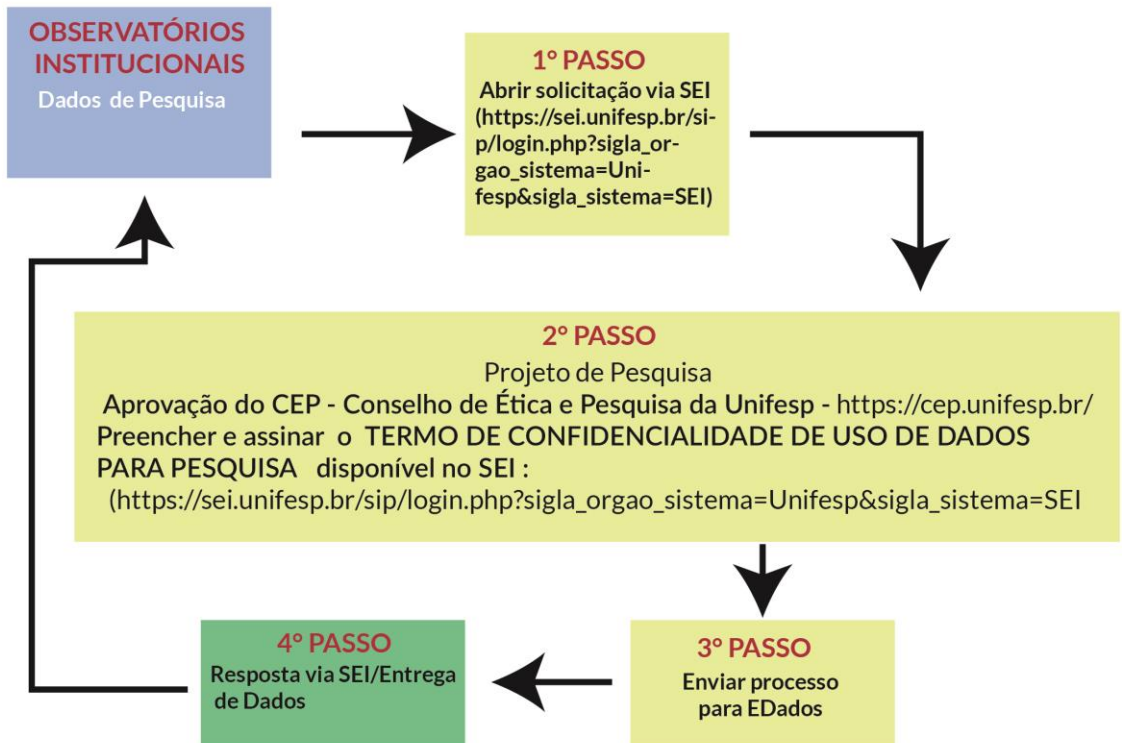 OBSERVATÓRIOS
INSTITUCIONAIS
Dados de Pesquisa
1° PASSO
Abrir solicitação via SEI
(https://sei.unifesp.br/si-
p/login.php?sigla_or-
gao_sistema=Uni-
fesp&sigla_sistema=SEI)
2° PASSO
Projeto de Pesquisa
Aprovação do CEP - Conselho de Ética e Pesquisa da Unifesp - https://cep.unifesp.br/
Preencher e assinar o TERMO DE CONFIDENCIALIDADE DE USO DE DADOS
PARA PESQUISA disponível no SEI :
(https://sei.unifesp.br/sip/login.php?sigla_orgao_sistema=Unifesp&sigla_sistema=SEI
3° PASSO
Enviar processo
para EDados
4° PASSO
Resposta via SEI/Entrega
de Dados